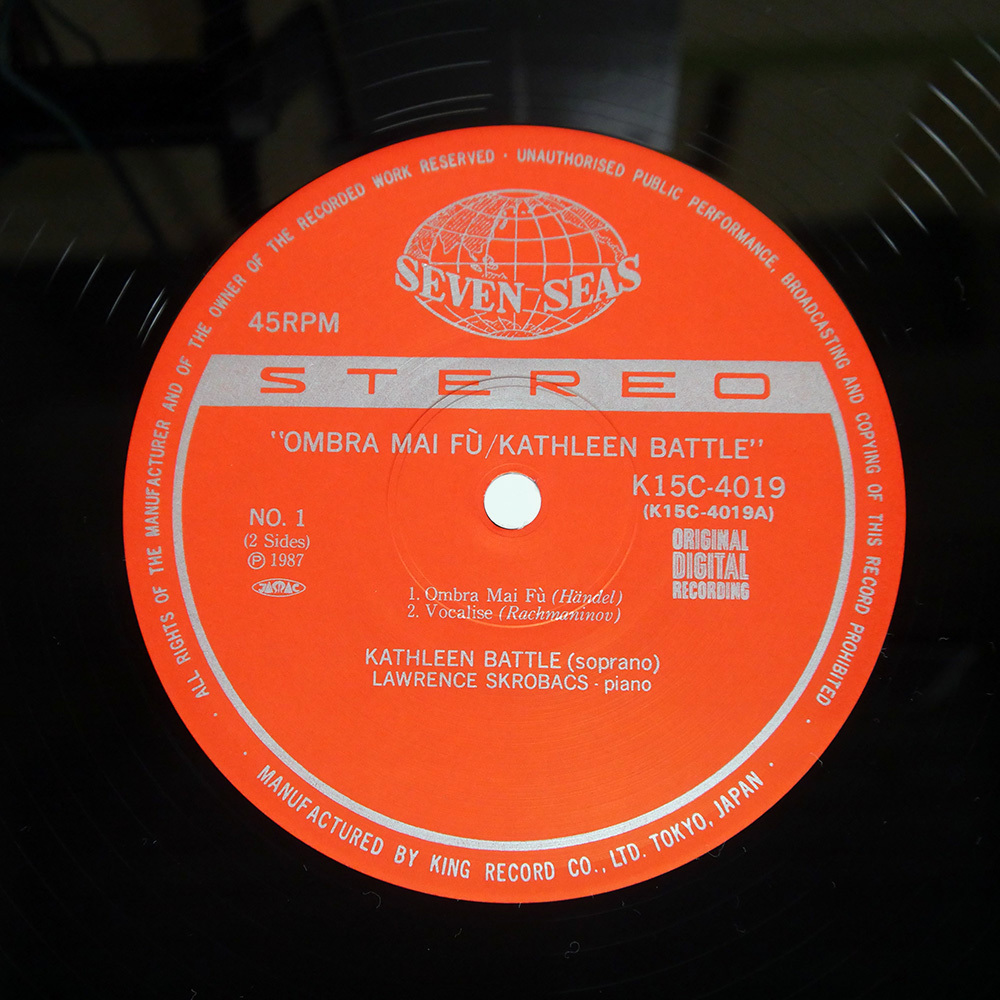 ALL RIGHTS OF THE MANUFACTURER AND OF THE OWNER OF THE RECORDED WORK RESERVED · UNAUTHORISED PUBLIC PERFORMANCE, BROADCASTING AND COPYING OF THIS RECORD PROHIBITED
SEVEN SEAS
45RPM
STEREO
"OMBRA MAI FÙ/KATHLEEN BATTLE"
K15C-4019
(K15C-4019A)
NO. 1
(2 Sides)
Ⓟ 1987
JASRAC
ORIGINAL
DIGITAL
RECORDING
1. Ombra Mai Fù (Händel)
2. Vocalise (Rachmaninov)
KATHLEEN BATTLE (soprano)
LAWRENCE SKROBACS - piano
· MANUFACTURED BY KING RECORD CO., LTD. TOKYO, JAPAN ·